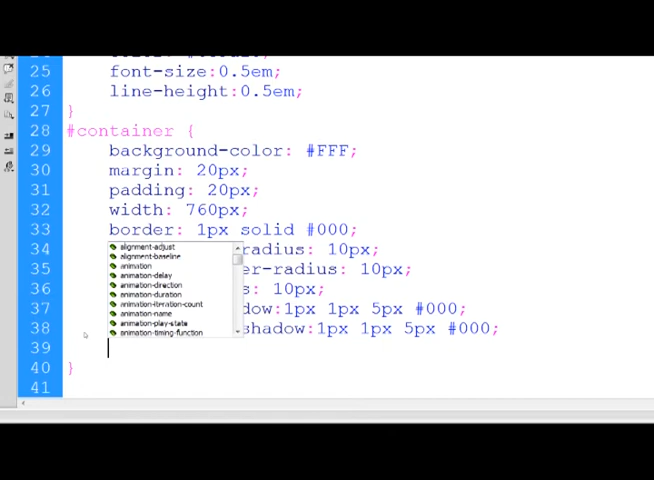 25 font-size:0.5em;
26 line-height:0.5em;
27 }
28 #container {
29 background-color: #FFF;
30 margin: 20px;
31 padding: 20px;
32 width: 760px;
33 border: 1px solid #000;
34 radius: 10px;
35 er-radius: 10px;
36 s: 10px;
37 dow:1px 1px 5px #000;
38 shadow:1px 1px 5px #000;
39
40 }
41
alignment-adjust
alignment-baseline
animation
animation-delay
animation-direction
animation-duration
animation-iteration-count
animation-name
animation-play-state
animation-timing-function